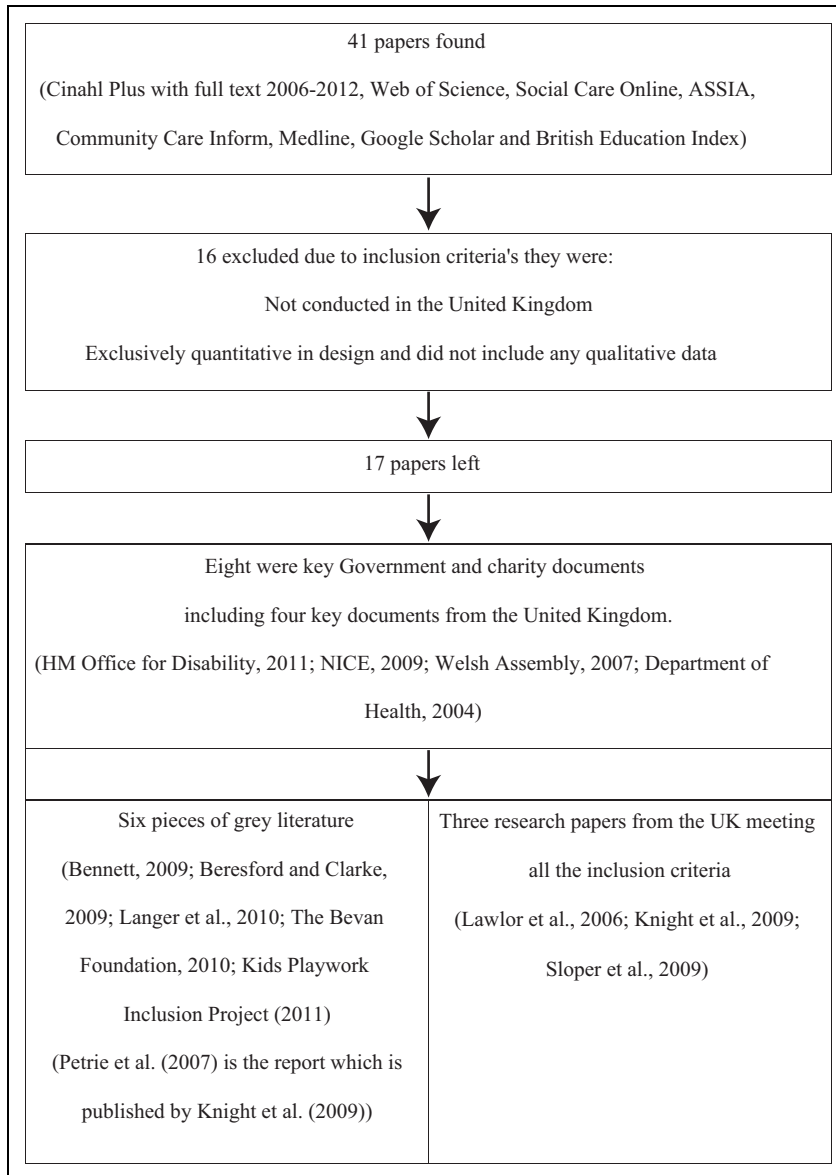 41 papers found
(Cinahl Plus with full text 2006-2012, Web of Science, Social Care Online, ASSIA,
Community Care Inform, Medline, Google Scholar and British Education Index)
16 excluded due to inclusion criteria's they were:
Not conducted in the United Kingdom
Exclusively quantitative in design and did not include any qualitative data
17 papers left
Eight were key Government and charity documents
including four key documents from the United Kingdom.
(HM Office for Disability, 2011; NICE, 2009; Welsh Assembly, 2007; Department of
Health, 2004)
Six pieces of grey literature
(Bennett, 2009; Beresford and Clarke,
2009; Langer et al., 2010; The Bevan
Foundation, 2010; Kids Playwork
Inclusion Project (2011)
(Petrie et al. (2007) is the report which is
published by Knight et al. (2009))
Three research papers from the UK meeting
all the inclusion criteria
(Lawlor et al., 2006; Knight et al., 2009;
Sloper et al., 2009)